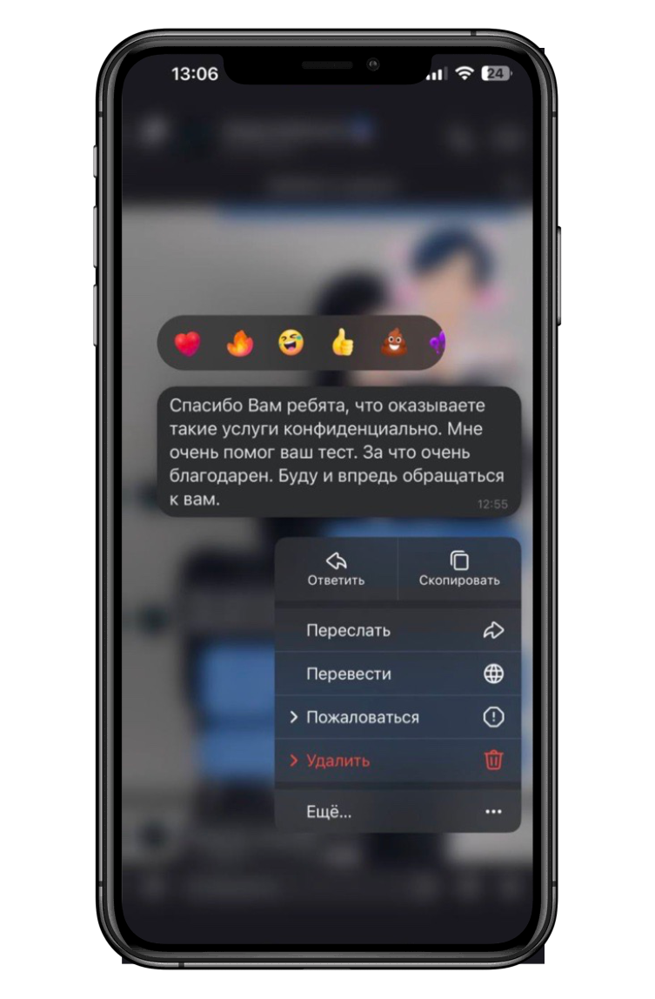 13:06
24
Спасибо Вам ребята, что оказываете
такие услуги конфиденциально. Мне
очень помог ваш тест. За что очень
благодарен. Буду и впредь обращаться
к вам.
12:55
Ответить
Скопировать
Переслать
Перевести
Пожаловаться
Удалить
Ещё...